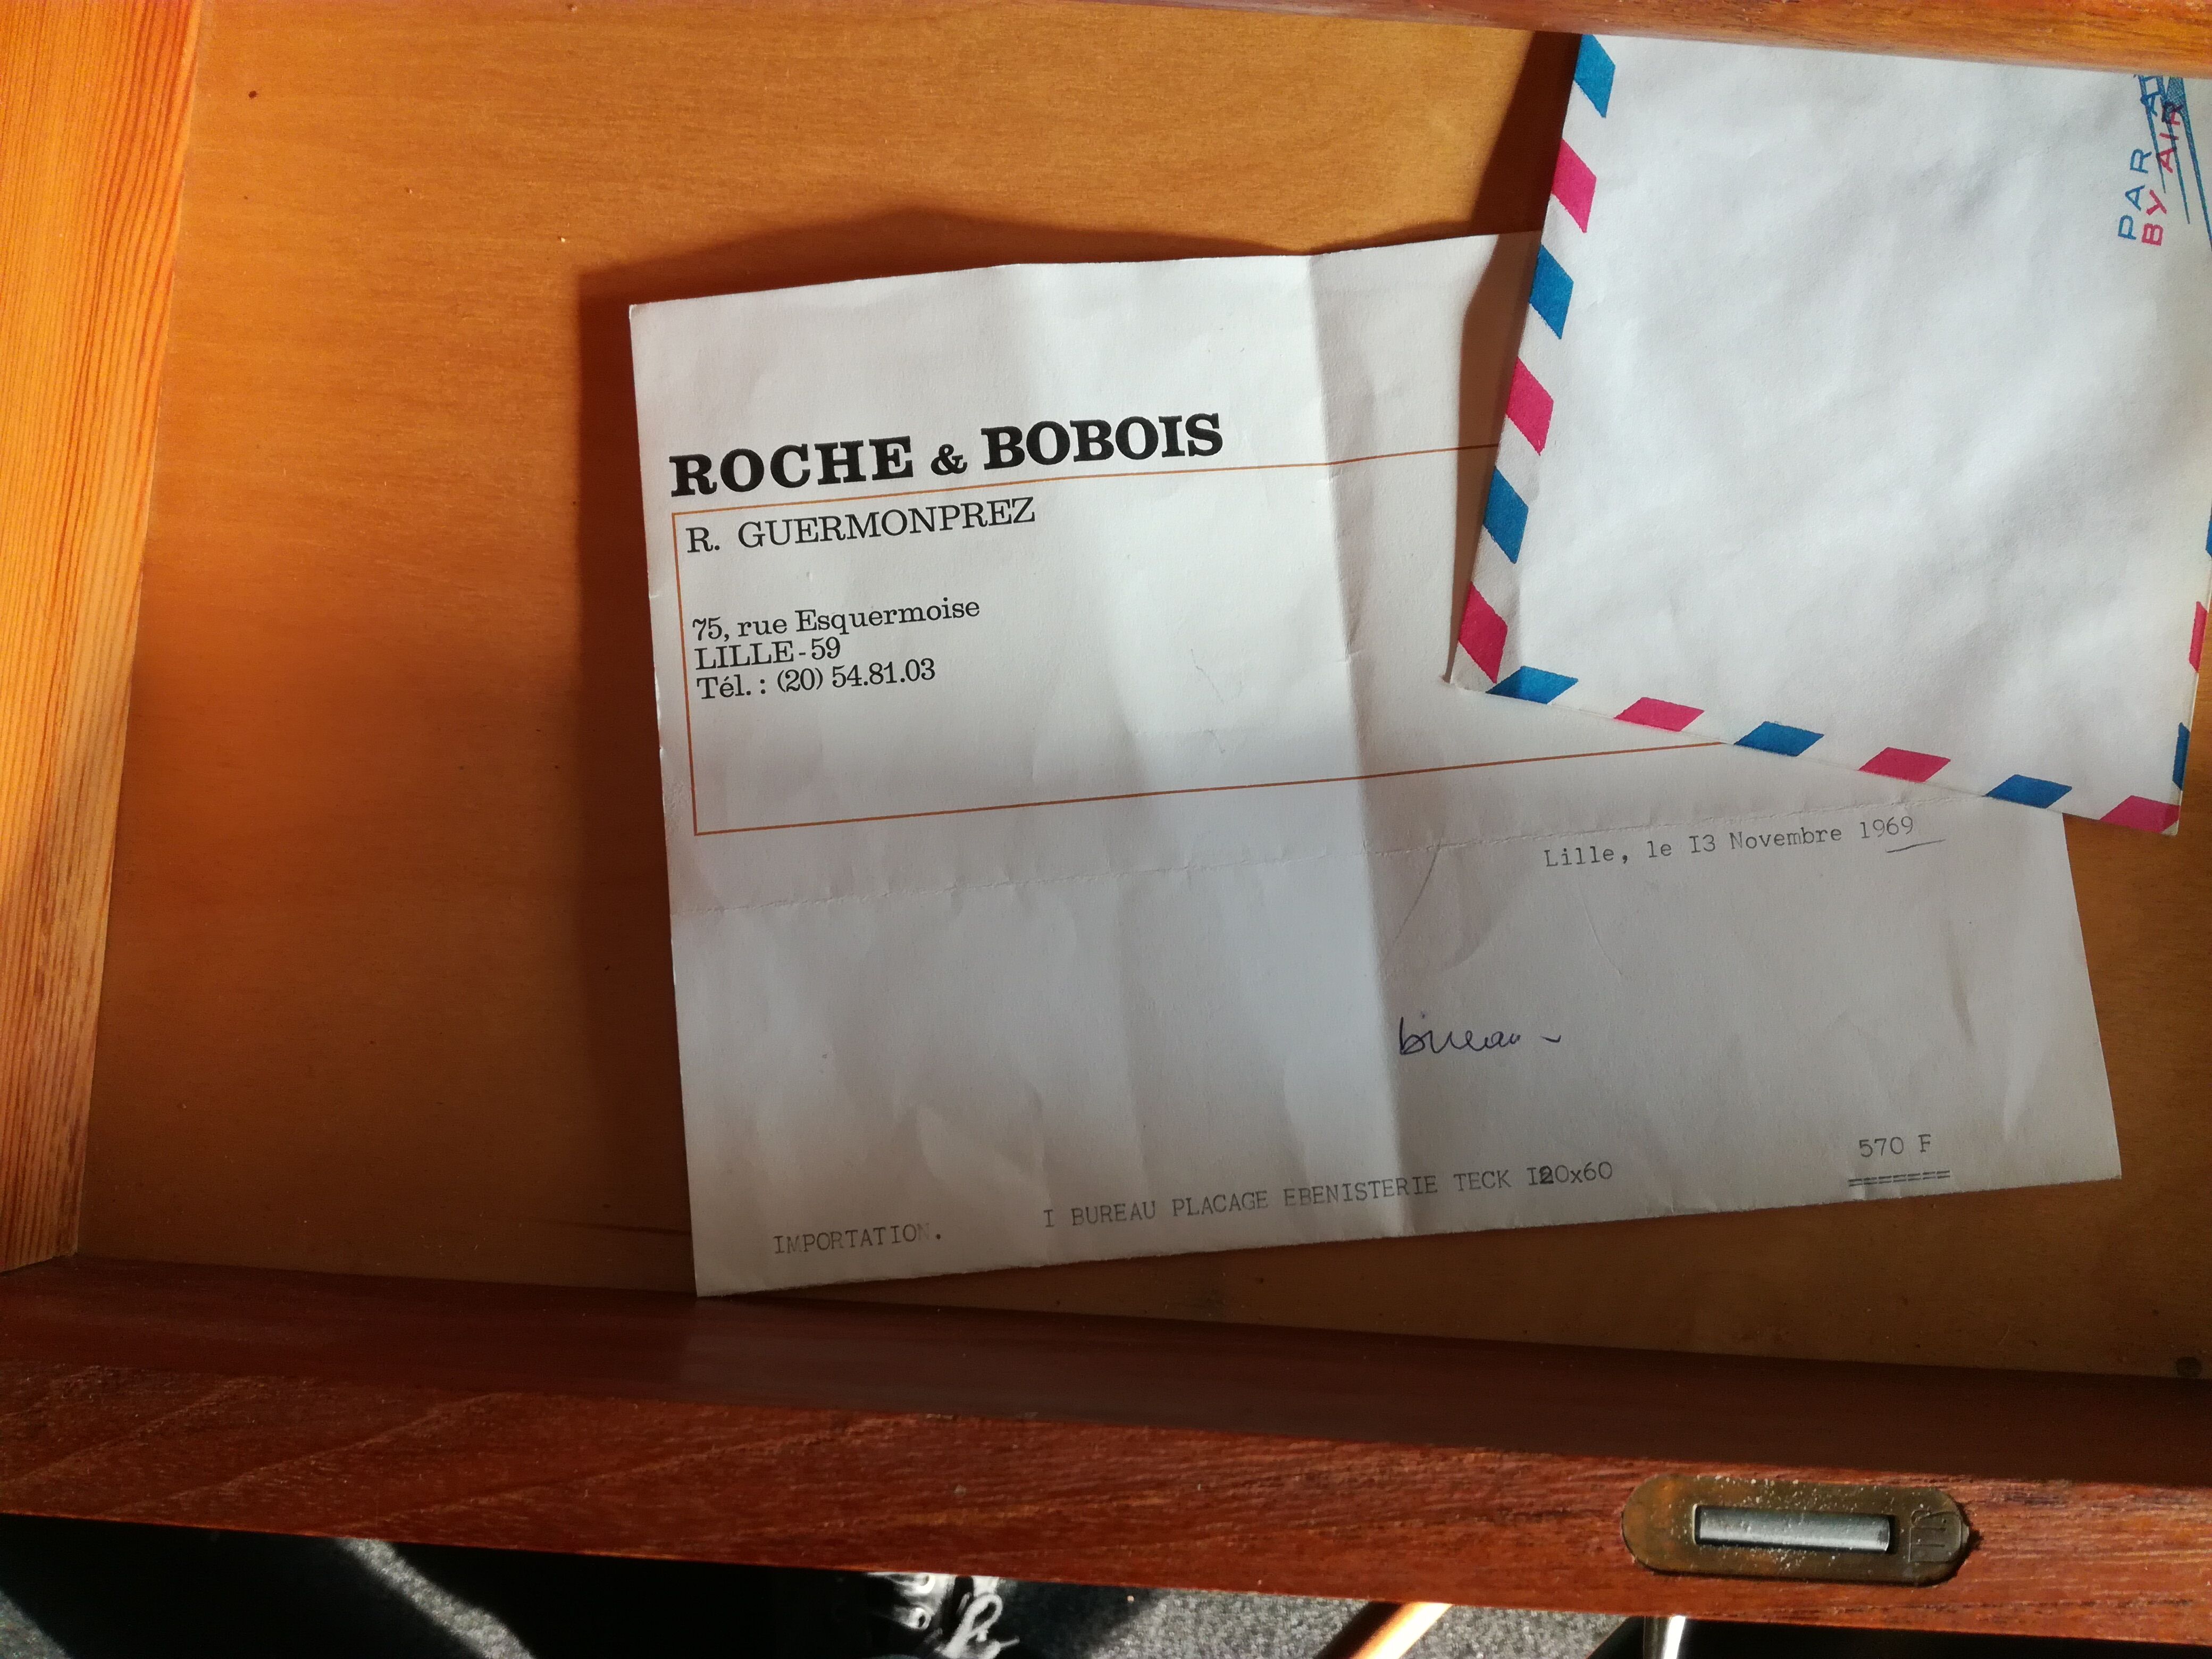 ROCHE & BOBOIS
R. GUERMONPREZ
75, rue Esquermoise
LILLE - 59
Tél. : (20) 54.81.03
PAR
BY AIR
Lille, le I3 Novembre 1969
bureau -
570 F
I BUREAU PLACAGE EBENISTERIE TECK I20x60
IMPORTATION.